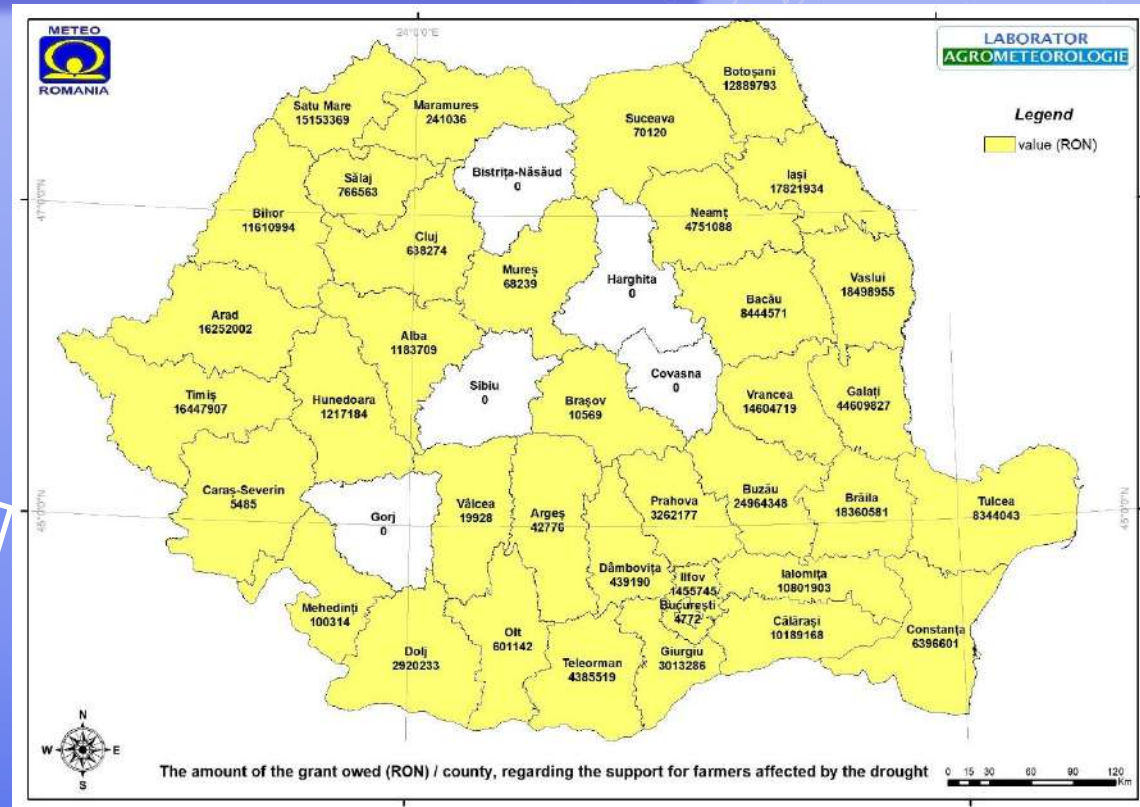 METEO
ROMANIA
24°0'0"E
LABORATOR
AGROMETEOROLOGIE
Legend
value (RON)
Botoșani
12889793
Satu Mare
15153369
Maramureș
241036
Suceava
70120
Bistrița-Năsăud
0
Iași
17821934
Sălaj
766563
47°0'0"N
Bihor
11610994
Neamț
4751088
Cluj
638274
Mureș
68239
Harghita
0
Vaslui
18498955
Bacău
8444571
Arad
16252002
Alba
1183709
Covasna
0
Sibiu
0
Timiș
16447907
Hunedoara
1217184
Brașov
10569
Vrancea
14604719
Galați
44609827
Caraș-Severin
5485
Gorj
0
Vâlcea
19928
Argeș
42776
Prahova
3262177
Buzău
24964348
Brăila
18360581
Tulcea
8344043
45°0'0"N
45°0'0"N
Dâmbovița
439190
Ilfov
1455745
Ialomița
10801903
București
4772
Mehedinți
100314
Călărași
10189168
Constanța
6396601
Olt
601142
Dolj
2920233
Teleorman
4385519
Giurgiu
3013286
N
W E
S
The amount of the grant owed (RON) / county, regarding the support for farmers affected by the drought
0 15 30 60 90 120
Km